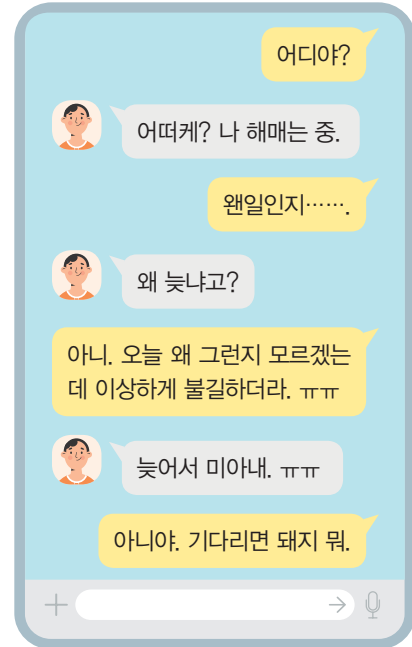 어디야?
어떠케? 나 해매는 중.
왠일인지…….
왜 늦냐고?
아니. 오늘 왜 그런지 모르겠는
데 이상하게 불길하더라. ㅠㅠ
늦어서 미아내. ㅠㅠ
아니야. 기다리면 돼지 뭐.